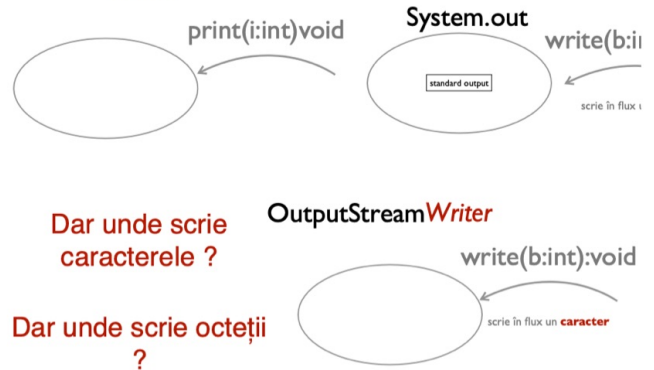 System.out
print(i:int)void
write(b:i
standard output
scrie în flux
OutputStreamWriter
Dar unde scrie
caracterele ?
write(b:int):void
scrie în flux un caracter
Dar unde scrie octeții
?